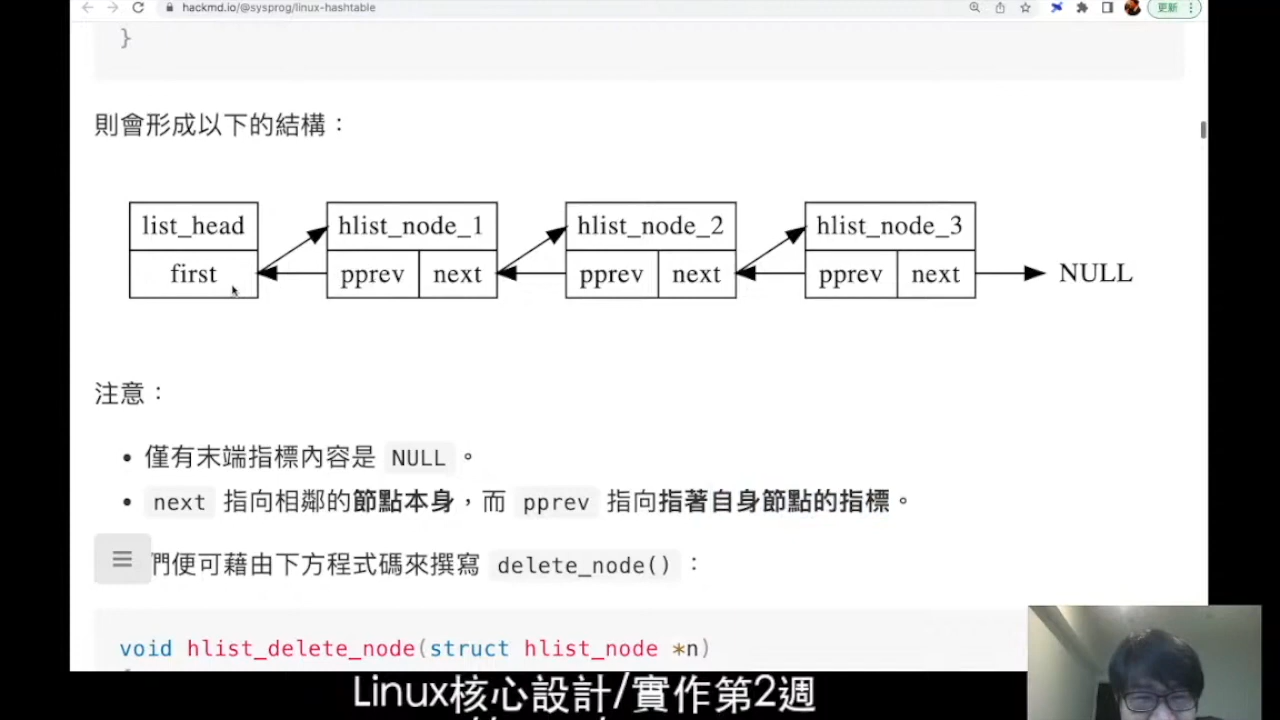 hackmd.io/@sysprog/linux-hashtable
更新
}
則會形成以下的結構：
list_head hlist_node_1 hlist_node_2 hlist_node_3
first pprev next pprev next pprev next NULL
注意：
• 僅有末端指標內容是 NULL 。
• next 指向相鄰的節點本身，而 pprev 指向指著自身節點的指標。
們便可藉由下方程式碼來撰寫 delete_node() ：
void hlist_delete_node(struct hlist_node *n)
Linux核心設計/實作第2週